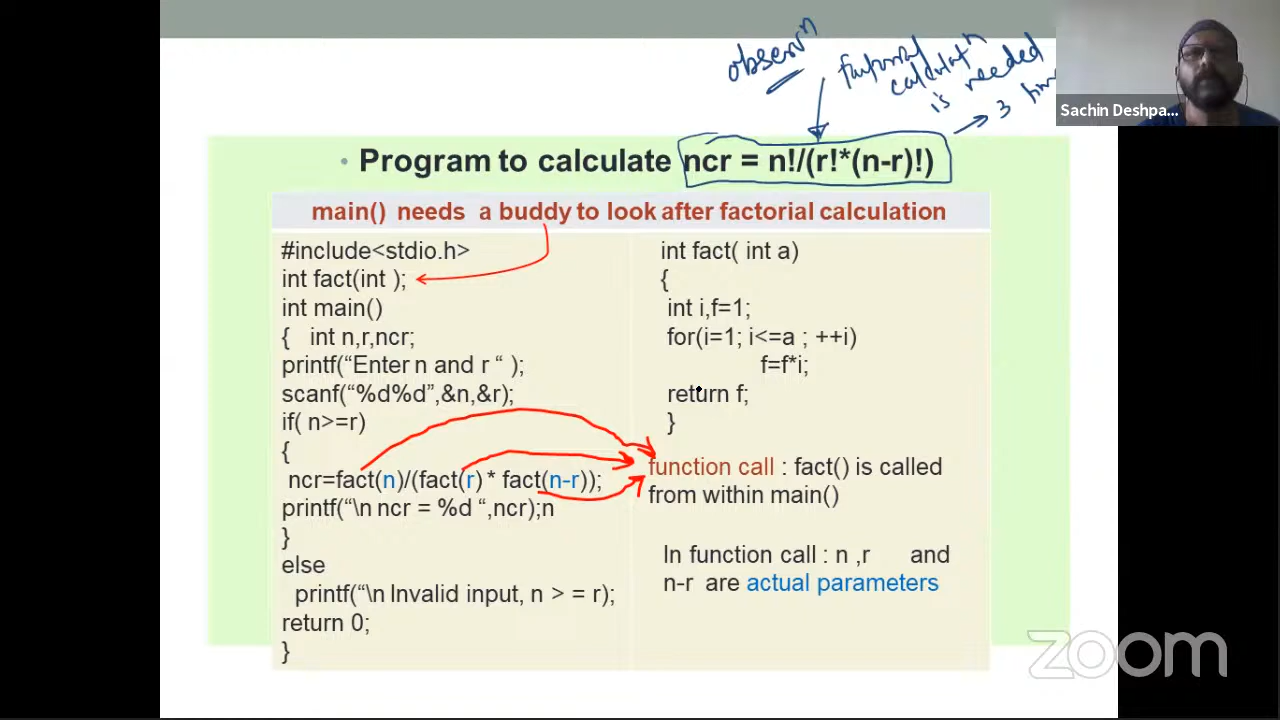 observⁿ
factorial
calculatⁿ
is needed
→ 3
Sachin Deshpa...
• Program to calculate ncr = n!/(r!*(n-r)!)
main() needs a buddy to look after factorial calculation
#include<stdio.h>
int fact(int );
int main()
{ int n,r,ncr;
printf(“Enter n and r “ );
scanf(“%d%d”,&n,&r);
if( n>=r)
{
ncr=fact(n)/(fact(r) * fact(n-r));
printf(“\n ncr = %d “,ncr);n
}
else
printf(“\n Invalid input, n > = r);
return 0;
}
int fact( int a)
{
int i,f=1;
for(i=1; i<=a ; ++i)
f=f*i;
return f;
}
function call : fact() is called
from within main()
In function call : n ,r and
n-r are actual parameters
zoom